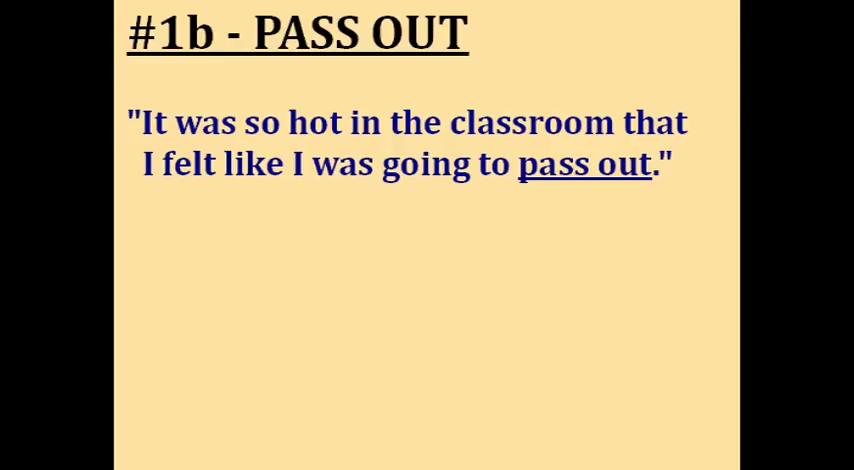 #1b - PASS OUT
"It was so hot in the classroom that
I felt like I was going to pass out."